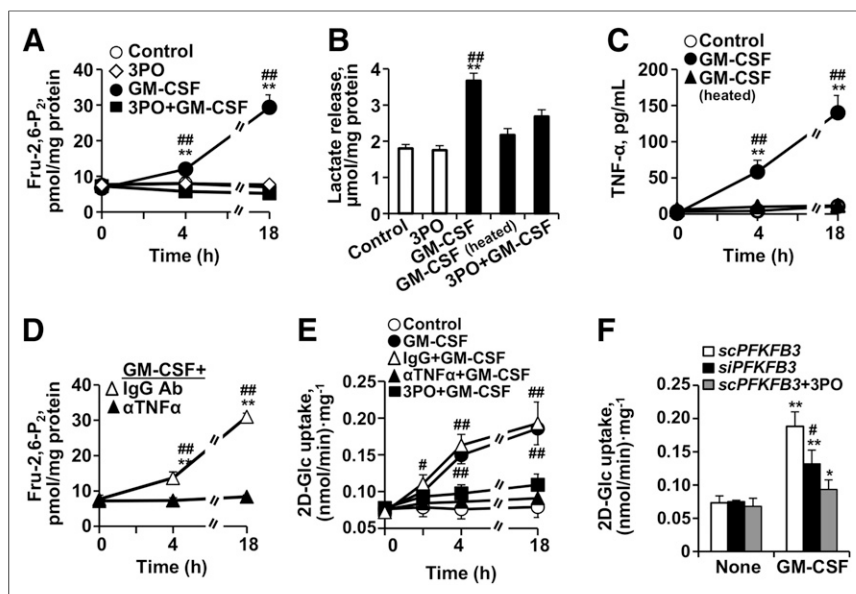 A
Control
3PO
GM-CSF
3PO+GM-CSF
Fru-2,6-P2,
pmol/mg protein
40
30
20
10
0
##
**
##
**
0
4
18
Time (h)
B
Lactate release,
µmol/mg protein
4
3
2
1
0
##
**
Control
3PO
GM-CSF
GM-CSF (heated)
3PO+GM-CSF
C
Control
GM-CSF
GM-CSF
(heated)
TNF-α, pg/mL
200
150
100
50
0
##
**
##
**
0
4
18
Time (h)
D
GM-CSF+
IgG Ab
αTNFα
Fru-2,6-P2,
pmol/mg protein
40
30
20
10
0
##
**
##
**
0
4
18
Time (h)
E
Control
GM-CSF
IgG+GM-CSF
αTNFα+GM-CSF
3PO+GM-CSF
2D-Glc uptake,
(nmol/min)·mg-1
0.25
0.20
0.15
0.10
0.05
#
##
##
##
##
0
4
18
Time (h)
F
scPFKFB3
siPFKFB3
scPFKFB3+3PO
2D-Glc uptake,
(nmol/min)·mg-1
0.25
0.20
0.15
0.10
0.05
0
**
#
**
*
None
GM-CSF